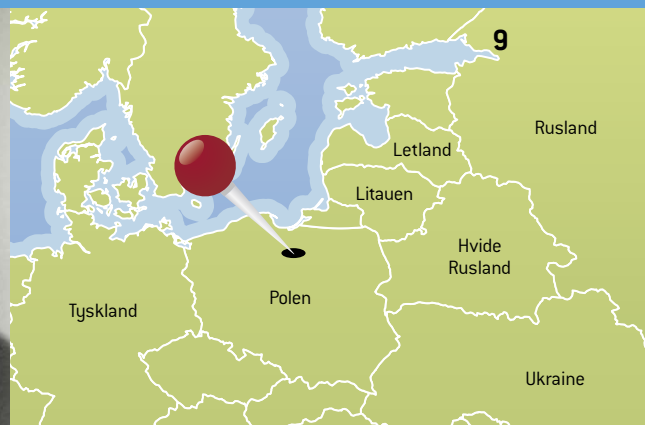 9
Rusland
Letland
Litauen
Hvide
Rusland
Polen
Tyskland
Ukraine